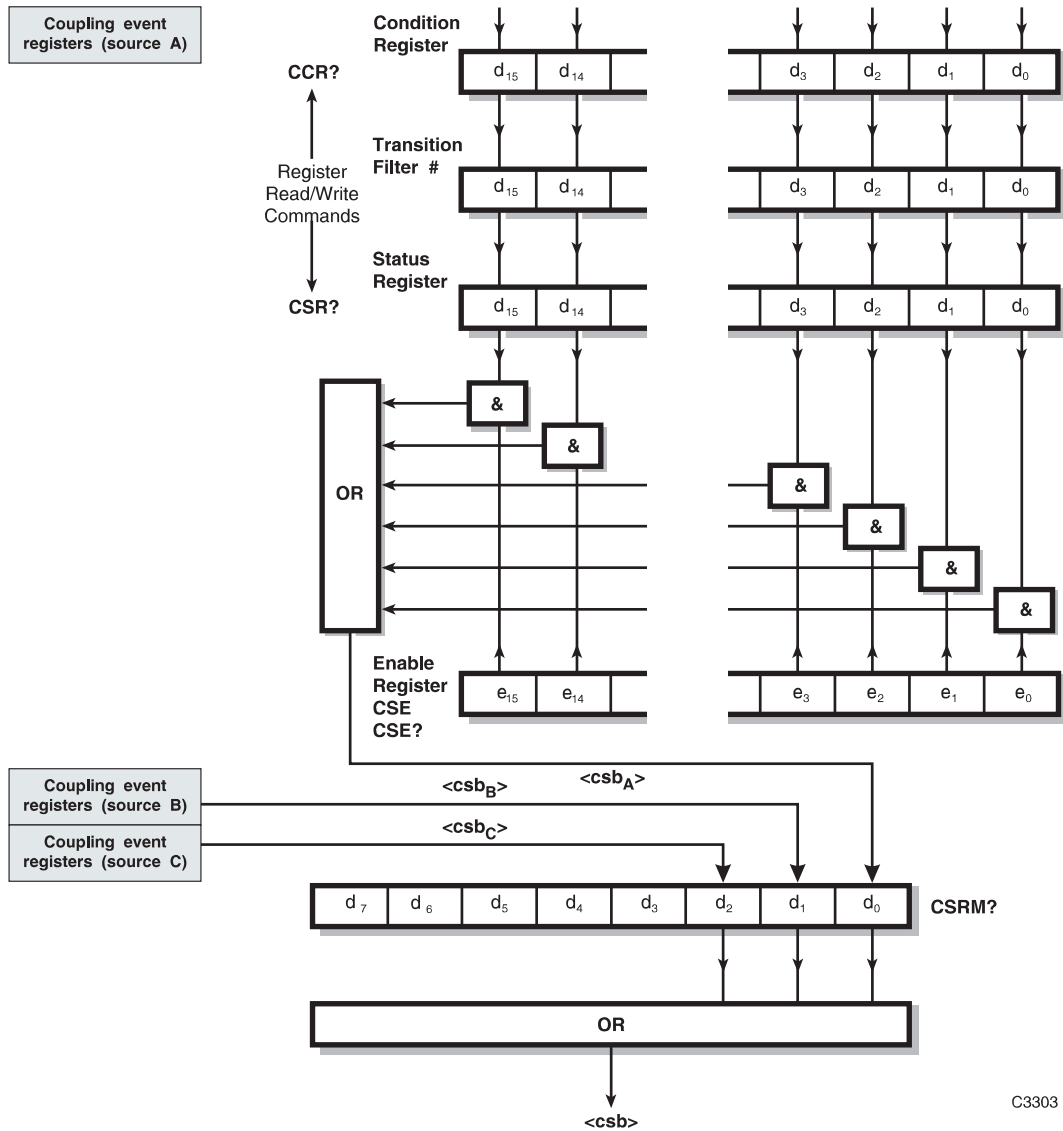 Coupling event
registers (source A)
Condition
Register
CCR?
d15 d14 d3 d2 d1 d0
Transition
Filter #
Register
Read/Write
Commands
d15 d14 d3 d2 d1 d0
Status
Register
CSR?
d15 d14 d3 d2 d1 d0
&
&
OR
&
&
&
&
Enable
Register
CSE
CSE?
e15 e14 e3 e2 e1 e0
Coupling event
registers (source B)
<csbB>
<csbA>
Coupling event
registers (source C)
<csbC>
d7 d6 d5 d4 d3 d2 d1 d0
CSRM?
OR
<csb>
C3303